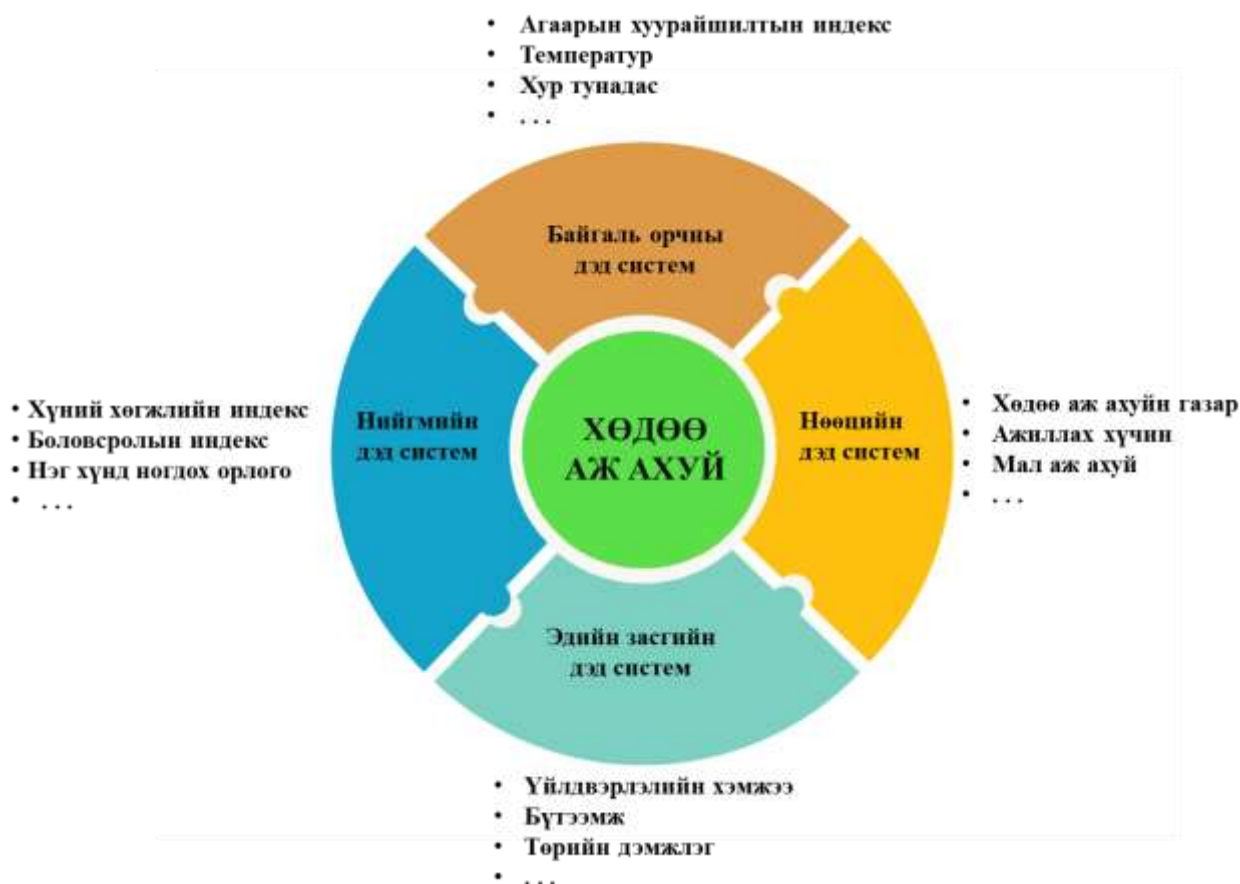 • Агаарын хуурайшилтын индекс
• Температур
• Хур тунадас
• . . .
Байгаль орчны
дэд систем
• Хүний хөгжлийн индекс
• Боловсролын индекс
• Нэг хүнд ногдох орлого
• . . .
Нийгмийн
дэд систем
ХӨДӨӨ
АЖ АХУЙ
Нөөцийн
дэд систем
• Хөдөө аж ахуйн газар
• Ажиллах хүчин
• Мал аж ахуй
• . . .
Эдийн засгийн
дэд систем
• Үйлдвэрлэлийн хэмжээ
• Бүтээмж
• Төрийн дэмжлэг
• . . .